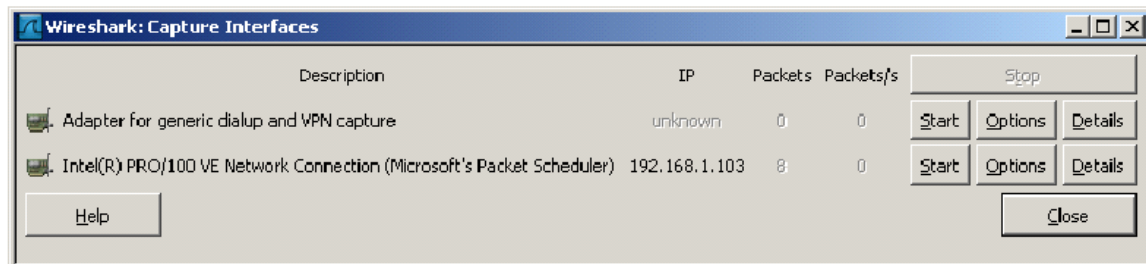 Wireshark: Capture Interfaces
Description IP Packets Packets/s Stop
Adapter for generic dialup and VPN capture unknown 0 0 Start Options Details
Intel(R) PRO/100 VE Network Connection (Microsoft's Packet Scheduler) 192.168.1.103 8 0 Start Options Details
Help Close